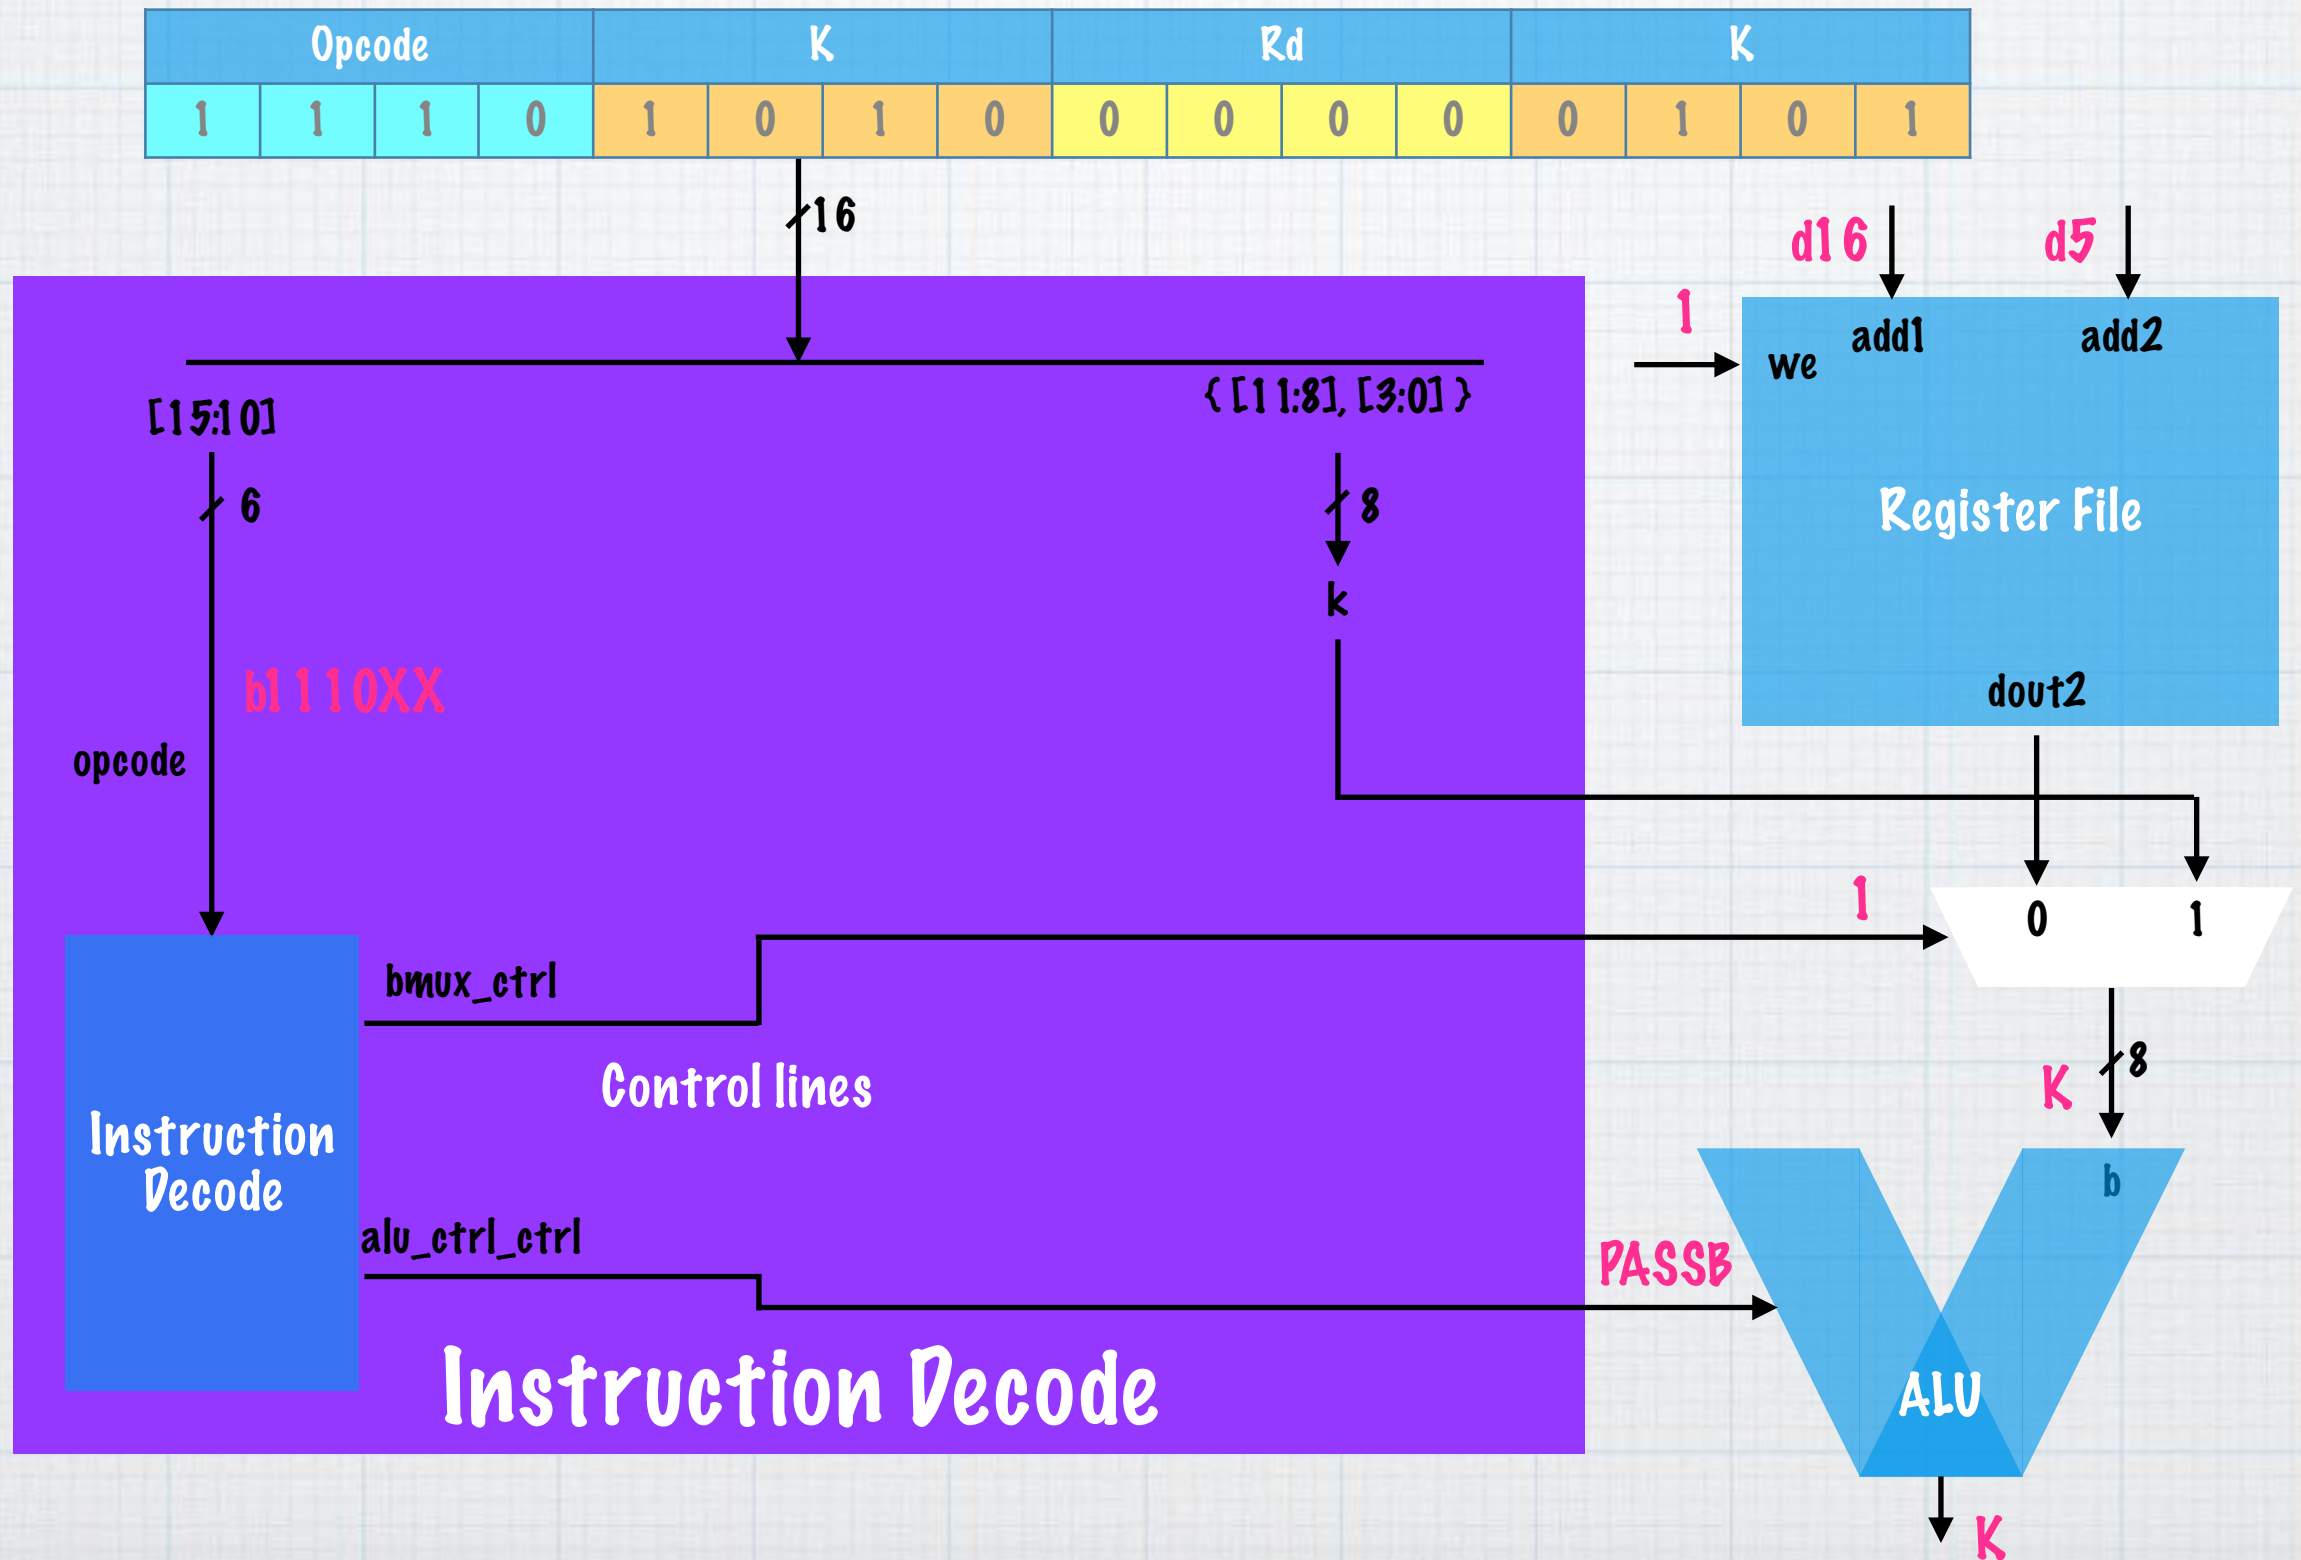 Opcode K Rd K
1 1 1 0 1 0 1 0 0 0 0 0 0 1 0 1
16
d16 d5
1
add1 add2
we
[15:10]
{ [11:8], [3:0] }
6
8
Register File
k
b1110XX
dout2
opcode
1
0 1
bmux_ctrl
Control lines
8
K
Instruction
Decode
b
alu_ctrl_ctrl
PASSB
Instruction Decode
ALU
K